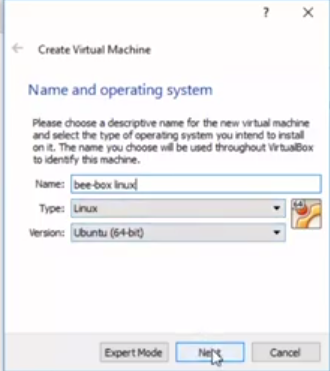 ?
Create Virtual Machine
Name and operating system
Please choose a descriptive name for the new virtual machine
and select the type of operating system you intend to install
on it. The name you choose will be used throughout VirtualBox
to identify this machine.
Name: bee-box linux
Type: Linux
64
Version: Ubuntu (64-bit)
Expert Mode Next Cancel